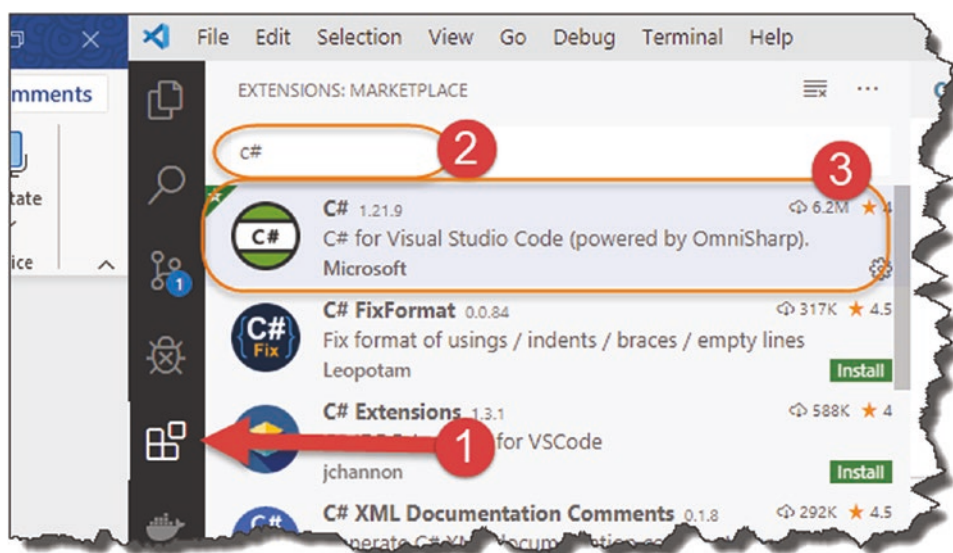 File Edit Selection View Go Debug Terminal Help
mments
EXTENSIONS: MARKETPLACE
c#
2
3
tate
ice
C# 1.21.9 6.2M 4
C#
C# for Visual Studio Code (powered by OmniSharp).
Microsoft
1
C# FixFormat 0.0.84 317K 4.5
C# Fix
Fix format of usings / indents / braces / empty lines
Leopotam Install
C# Extensions 1.3.1 588K 4
1
for VSCode
jchannon Install
C# XML Documentation Comments 0.1.8 292K 4.5
C#